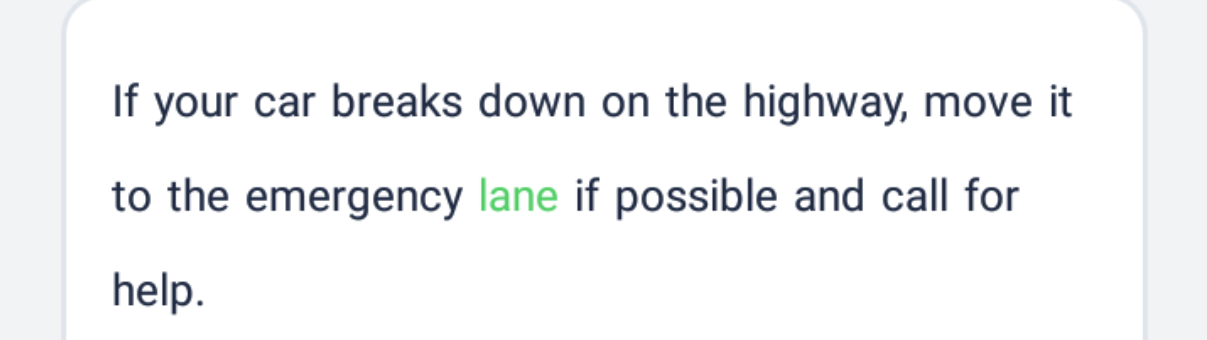 If your car breaks down on the highway, move it
to the emergency lane if possible and call for
help.